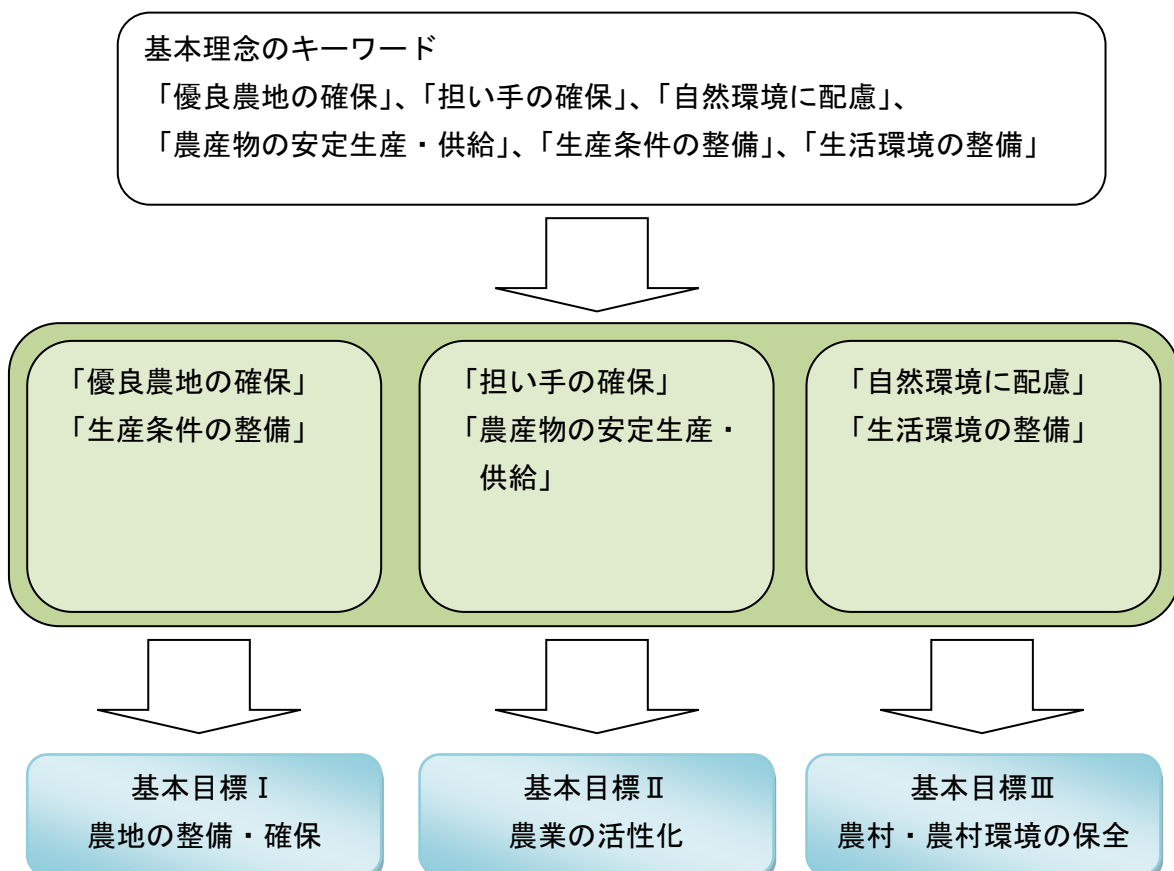 基本理念のキーワード
「優良農地の確保」、「担い手の確保」、「自然環境に配慮」、
「農産物の安定生産・供給」、「生産条件の整備」、「生活環境の整備」
「優良農地の確保」
「生産条件の整備」
「担い手の確保」
「農産物の安定生産・
供給」
「自然環境に配慮」
「生活環境の整備」
基本目標Ⅰ
農地の整備・確保
基本目標Ⅱ
農業の活性化
基本目標Ⅲ
農村・農村環境の保全